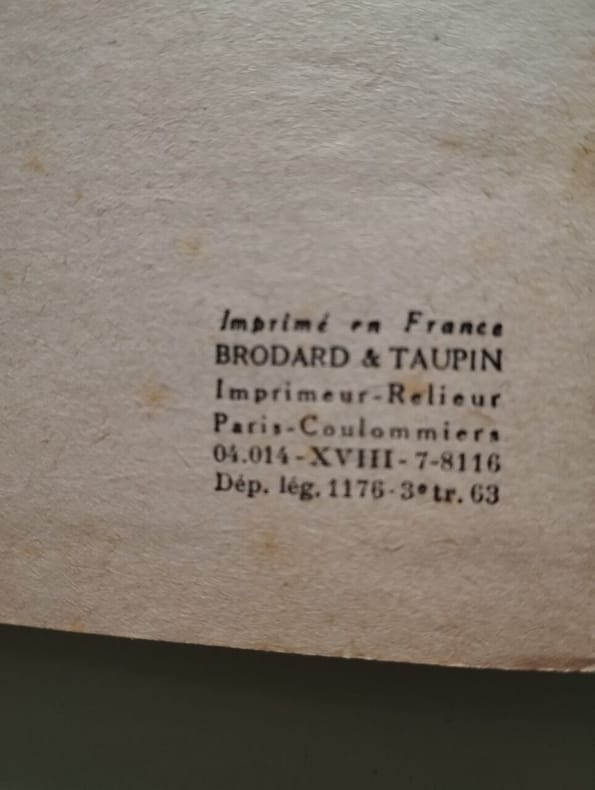 Imprimé en France
BRODARD & TAUPIN
Imprimeur-Relieur
Paris-Coulommiers
04.014-XVIII-7-8116
Dép. lég. 1176-3e tr. 63